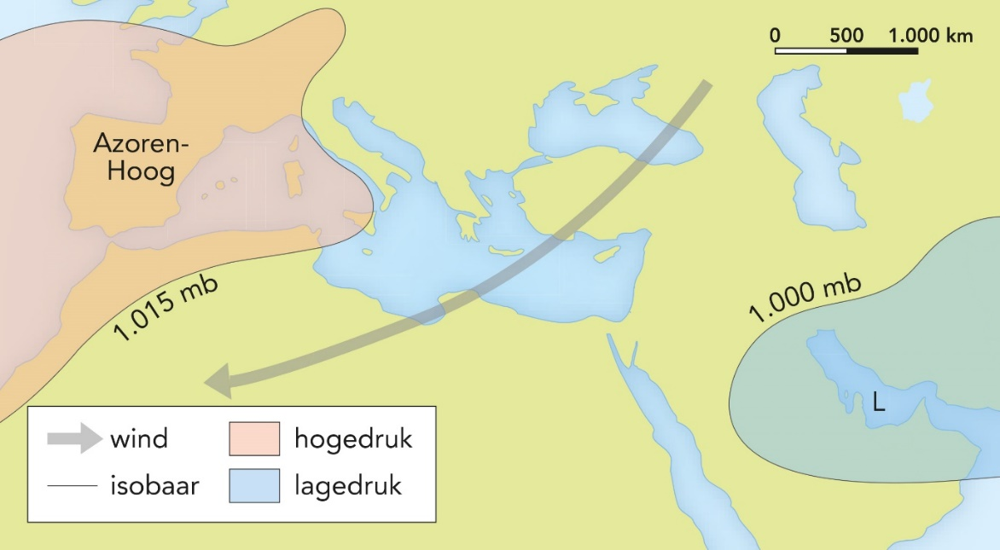 0 500 1.000 km
Azoren-
Hoog
1.015 mb
1.000 mb
L
wind
hogedruk
isobaar
lagedruk